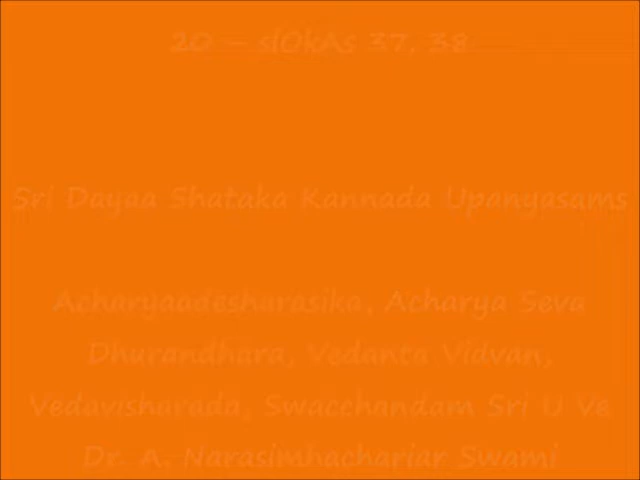 20 – slOkAs 37, 38
Sri Dayaa Shataka Kannada Upanyasams
Acharyaadesharasika, Acharya Seva
Dhurandhara, Vedanta Vidvan,
Vedavisharada, Swacchandam Sri U Ve
Dr. A. Narasimhachariar Swami